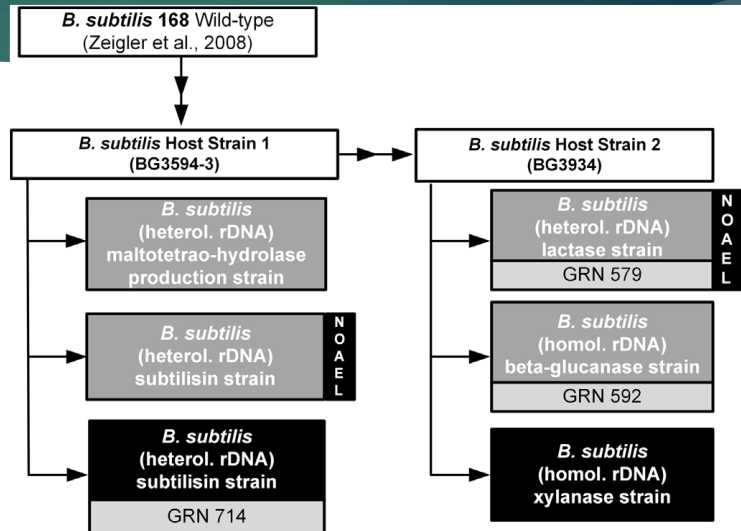 B. subtilis 168 Wild-type
(Zeigler et al., 2008)
B. subtilis Host Strain 1
(BG3594-3)
B. subtilis Host Strain 2
(BG3934)
B. subtilis
(heterol. rDNA)
maltotetrao-hydrolase
production strain
B. subtilis
(heterol. rDNA)
subtilisin strain
NOAEL
B. subtilis
(heterol. rDNA)
subtilisin strain
GRN 714
B. subtilis
(heterol. rDNA)
lactase strain
GRN 579
NOAEL
B. subtilis
(homol. rDNA)
beta-glucanase strain
GRN 592
B. subtilis
(homol. rDNA)
xylanase strain